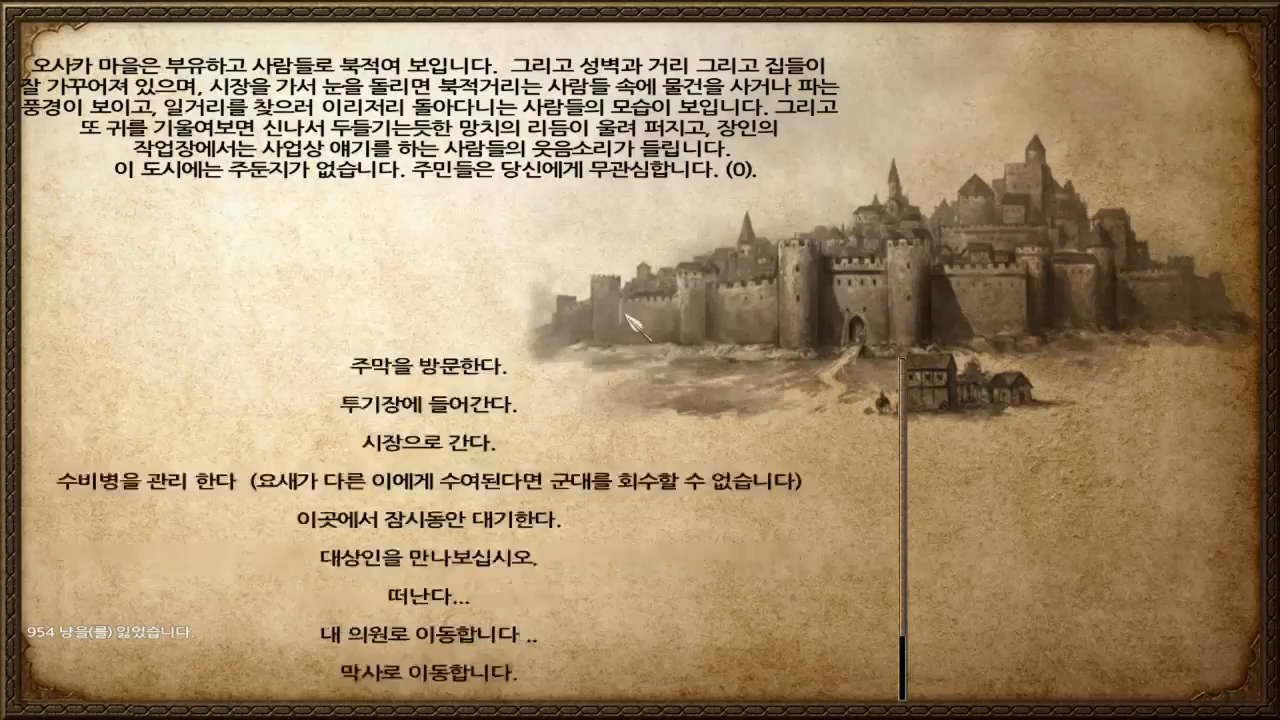 오사카 마을은 부유하고 사람들로 북적여 보입니다. 그리고 성벽과 거리 그리고 집들이
잘 가꾸어져 있으며, 시장을 가서 눈을 돌리면 북적거리는 사람들 속에 물건을 사거나 파는
풍경이 보이고, 일거리를 찾으러 이리저리 돌아다니는 사람들의 모습이 보입니다. 그리고
또 귀를 기울여보면 신나서 두들기는듯한 망치의 리듬이 울려 퍼지고, 장인의
작업장에서는 사업상 얘기를 하는 사람들의 웃음소리가 들립니다.
이 도시에는 주둔지가 없습니다. 주민들은 당신에게 무관심합니다. (0).
주막을 방문한다.
투기장에 들어간다.
시장으로 간다.
수비병을 관리 한다 (요새가 다른 이에게 수여된다면 군대를 회수할 수 없습니다)
이곳에서 잠시동안 대기한다.
대상인을 만나보십시오.
떠난다...
954 냥을(를) 잃었습니다.
내 의원로 이동합니다 ..
막사로 이동합니다.